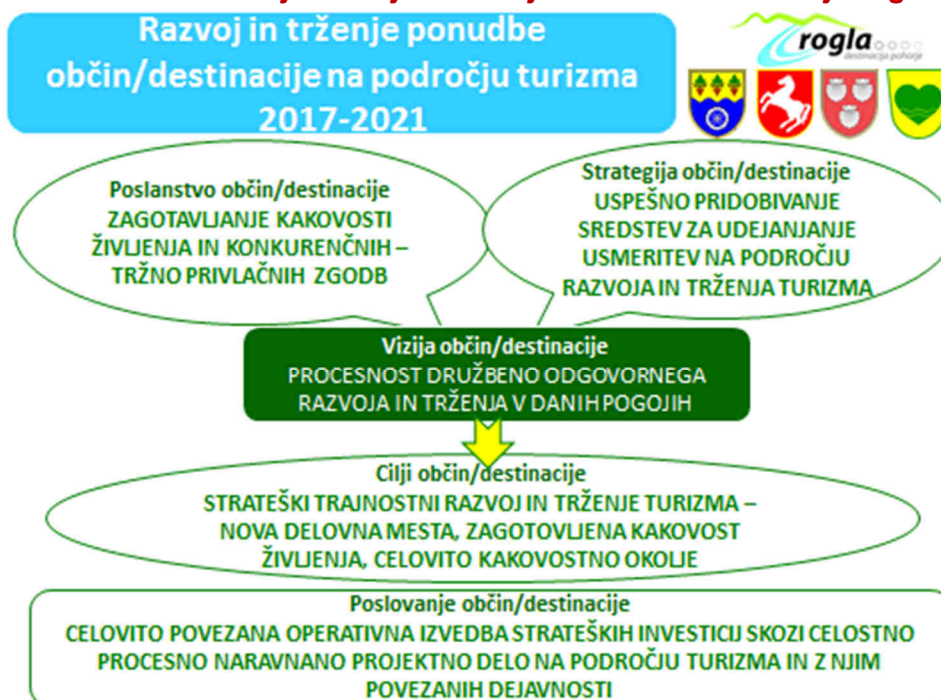 Razvoj in trženje ponudbe
občin/destinacije na področju turizma
2017-2021
rogla
destinacija pohorje
Poslanstvo občin/destinacije
ZAGOTAVLJANJE KAKOVOSTI
ŽIVLJENJA IN KONKURENČNIH –
TRŽNO PRIVLAČNIH ZGODB
Strategija občin/destinacije
USPEŠNO PRIDOBIVANJE
SREDSTEV ZA UDEJANJANJE
USMERITEV NA PODROČJU
RAZVOJA IN TRŽENJA TURIZMA
Vizija občin/destinacije
PROCESNOST DRUŽBENO ODGOVORNEGA
RAZVOJA IN TRŽENJA V DANIH POGOJIH
Cilji občin/destinacije
STRATEŠKI TRAJNOSTNI RAZVOJ IN TRŽENJE TURIZMA –
NOVA DELOVNA MESTA, ZAGOTOVLJENA KAKOVOST
ŽIVLJENJA, CELOVITO KAKOVOSTNO OKOLJE
Poslovanje občin/destinacije
CELOVITO POVEZANA OPERATIVNA IZVEDBA STRATEŠKIH INVESTICIJ SKOZI CELOSTNO
PROCESNO NARAVNANO PROJEKTNO DELO NA PODROČJU TURIZMA IN Z NJIM
POVEZANIH DEJAVNOSTI